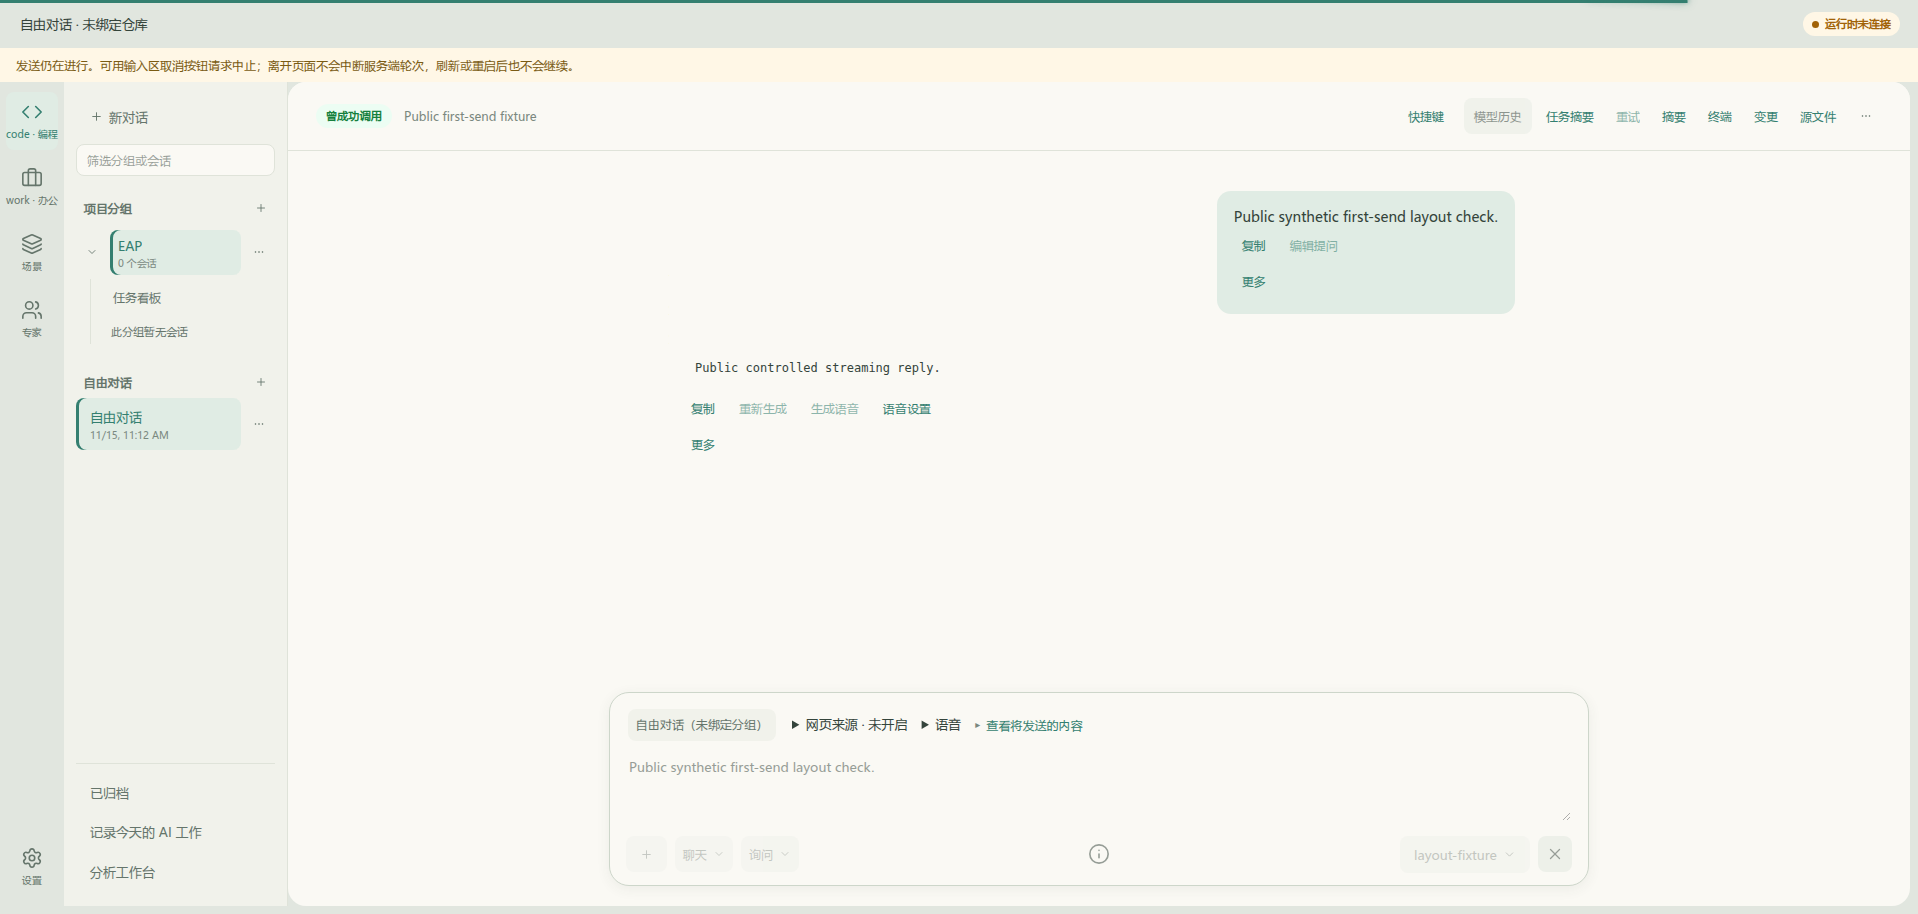 自由对话 · 未绑定仓库
运行时未连接
发送仍在进行。可用输入区取消按钮请求中止；离开页面不会中断服务端轮次，刷新或重启后也不会继续。
code · 编程
work · 办公
场景
专家
设置
+ 新对话
筛选分组或会话
项目分组 +
EAP
0 个会话
...
任务看板
此分组暂无会话
自由对话 +
自由对话
11/15, 11:12 AM
...
已归档
记录今天的 AI 工作
分析工作台
曾成功调用 Public first-send fixture
快捷键 模型历史 任务摘要 重试 摘要 终端 变更 源文件 ...
Public synthetic first-send layout check.
复制 编辑提问
更多
Public controlled streaming reply.
复制 重新生成 生成语音 语音设置
更多
自由对话（未绑定分组） ▶ 网页来源 · 未开启 ▶ 语音 ▸ 查看将发送的内容
Public synthetic first-send layout check.
+ 聊天 询问 layout-fixture